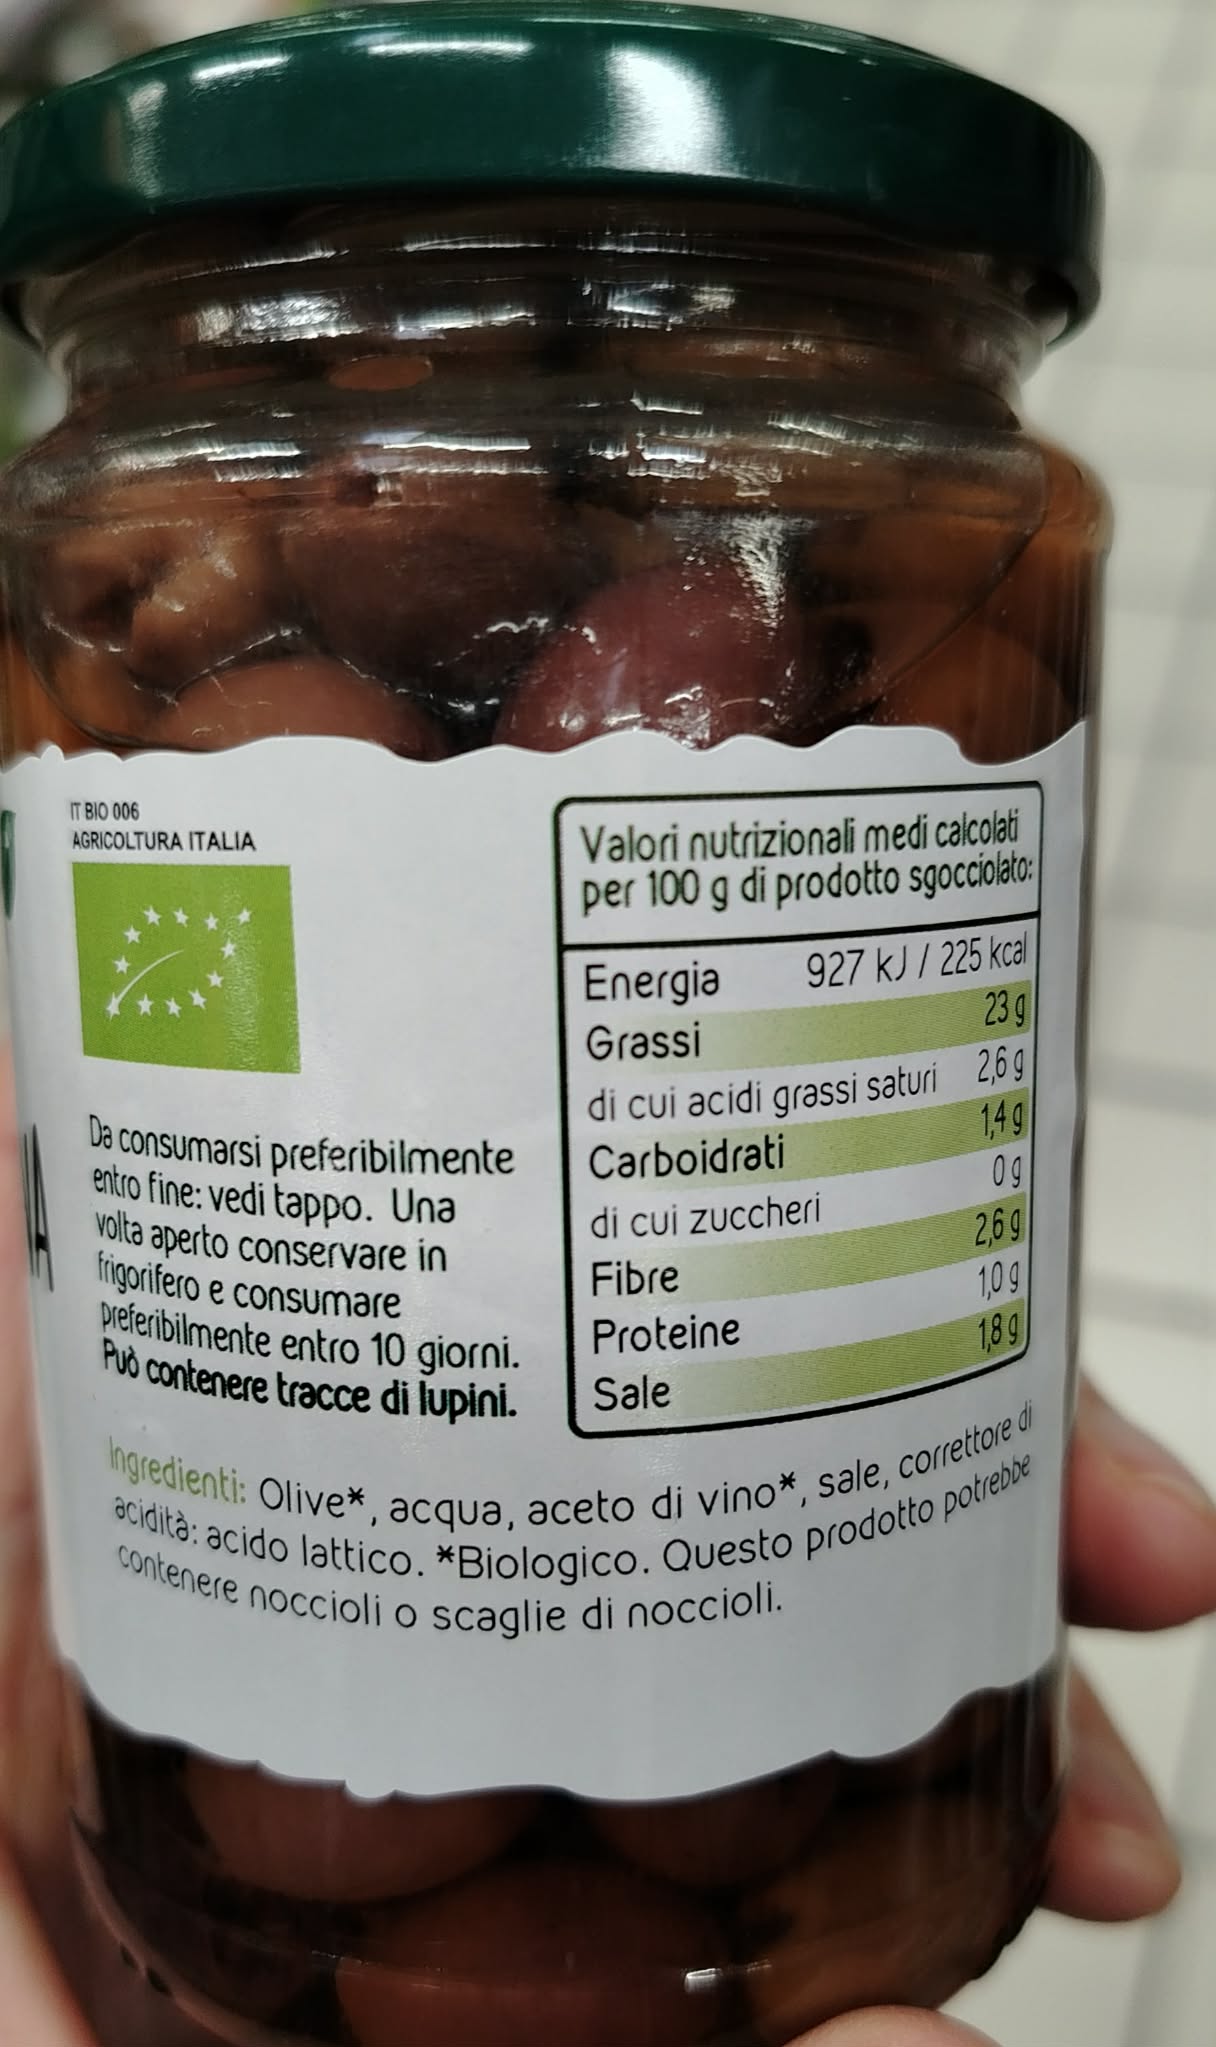 IT BIO 006
AGRICOLTURA ITALIA
Da consumarsi preferibilmente
entro fine: vedi tappo. Una
volta aperto conservare in
frigorifero e consumare
preferibilmente entro 10 giorni.
Può contenere tracce di lupini.
Valori nutrizionali medi calcolati
per 100 g di prodotto sgocciolato:
Energia 927 kJ / 225 kcal
Grassi 23 g
di cui acidi grassi saturi 2,6 g
Carboidrati 1,4 g
di cui zuccheri 0 g
Fibre 2,6 g
Proteine 1,0 g
Sale 1,8 g
Ingredienti: Olive*, acqua, aceto di vino*, sale, correttore di
acidità: acido lattico. *Biologico. Questo prodotto potrebbe
contenere noccioli o scaglie di noccioli.